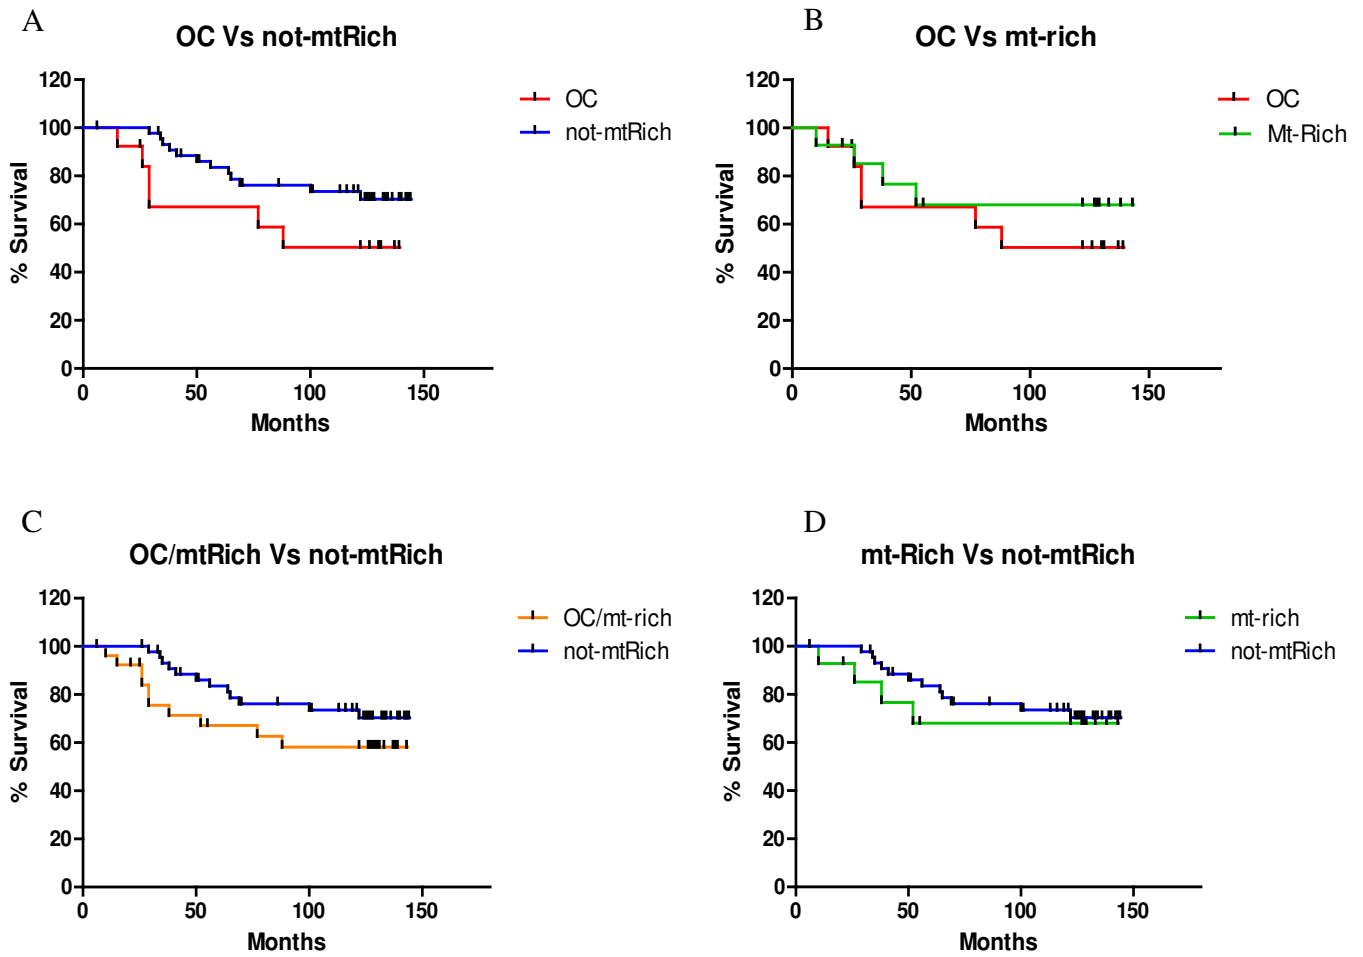 A
OC Vs not-mtRich
120
100
80
60
40
20
0
% Survival
0 50 100 150
Months
OC
not-mtRich
B
OC Vs mt-rich
120
100
80
60
40
20
0
% Survival
0 50 100 150
Months
OC
Mt-Rich
C
OC/mtRich Vs not-mtRich
120
100
80
60
40
20
0
% Survival
0 50 100 150
Months
OC/mt-rich
not-mtRich
D
mt-Rich Vs not-mtRich
120
100
80
60
40
20
0
% Survival
0 50 100 150
Months
mt-rich
not-mtRich